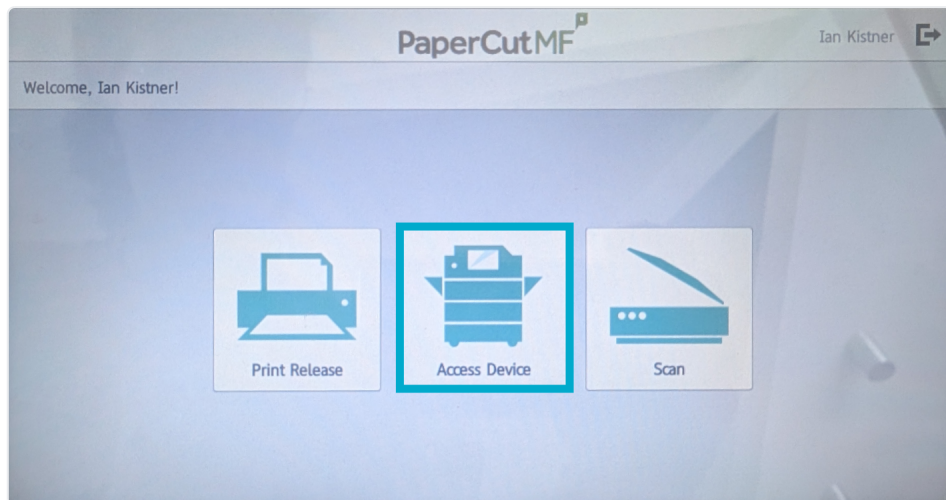 PaperCutMF
Ian Kistner
Welcome, Ian Kistner!
Print Release
Access Device
Scan